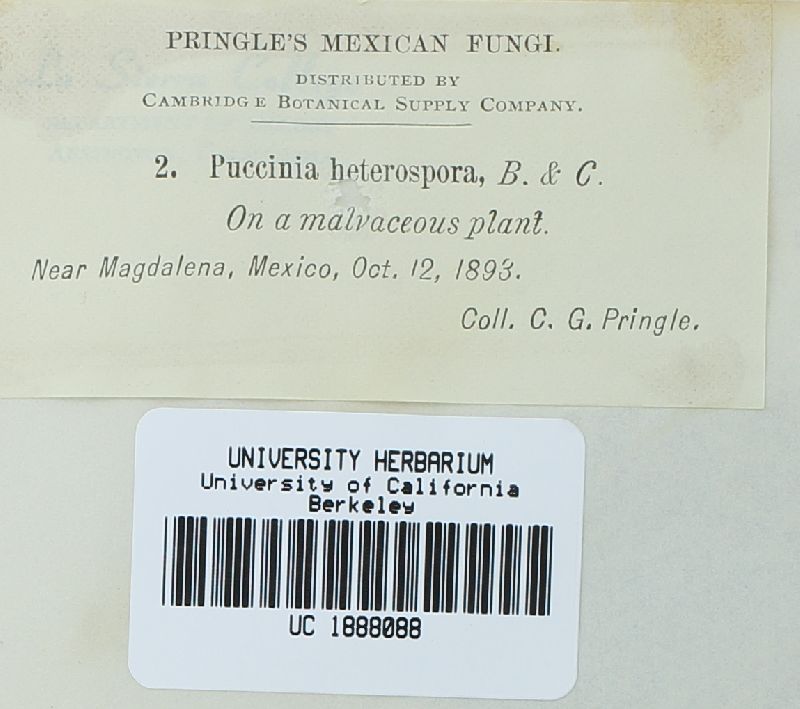 PRINGLE'S MEXICAN FUNGI.
DISTRIBUTED BY
CAMBRIDGE BOTANICAL SUPPLY COMPANY.
2. Puccinia heterospora, B. & C.
On a malvaceous plant.
Near Magdalena, Mexico, Oct. 12, 1893.
Coll. C. G. Pringle.
UNIVERSITY HERBARIUM
University of California
Berkeley
UC 1888088